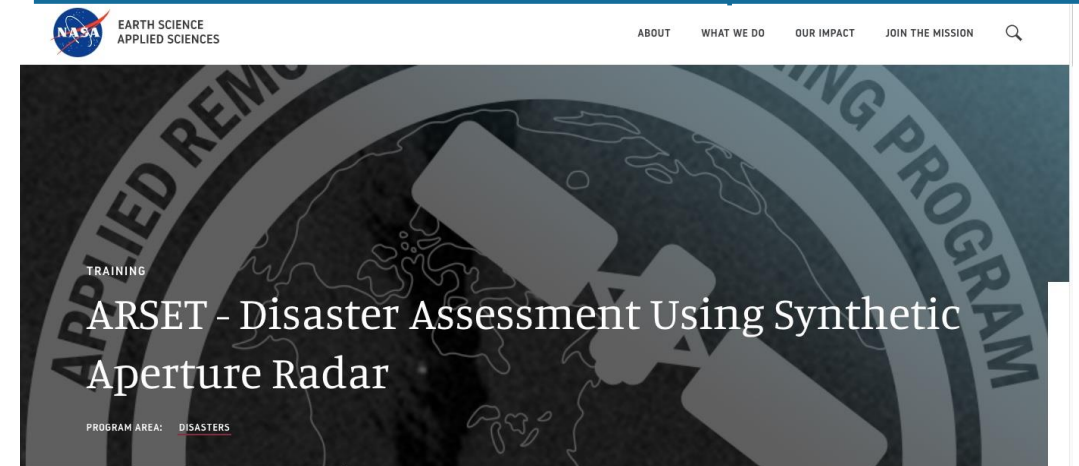 NASA
EARTH SCIENCE
APPLIED SCIENCES
ABOUT WHAT WE DO OUR IMPACT JOIN THE MISSION
APPLIED REMO
ING PROGRAM
TRAINING
ARSET - Disaster Assessment Using Synthetic
Aperture Radar
PROGRAM AREA: DISASTERS